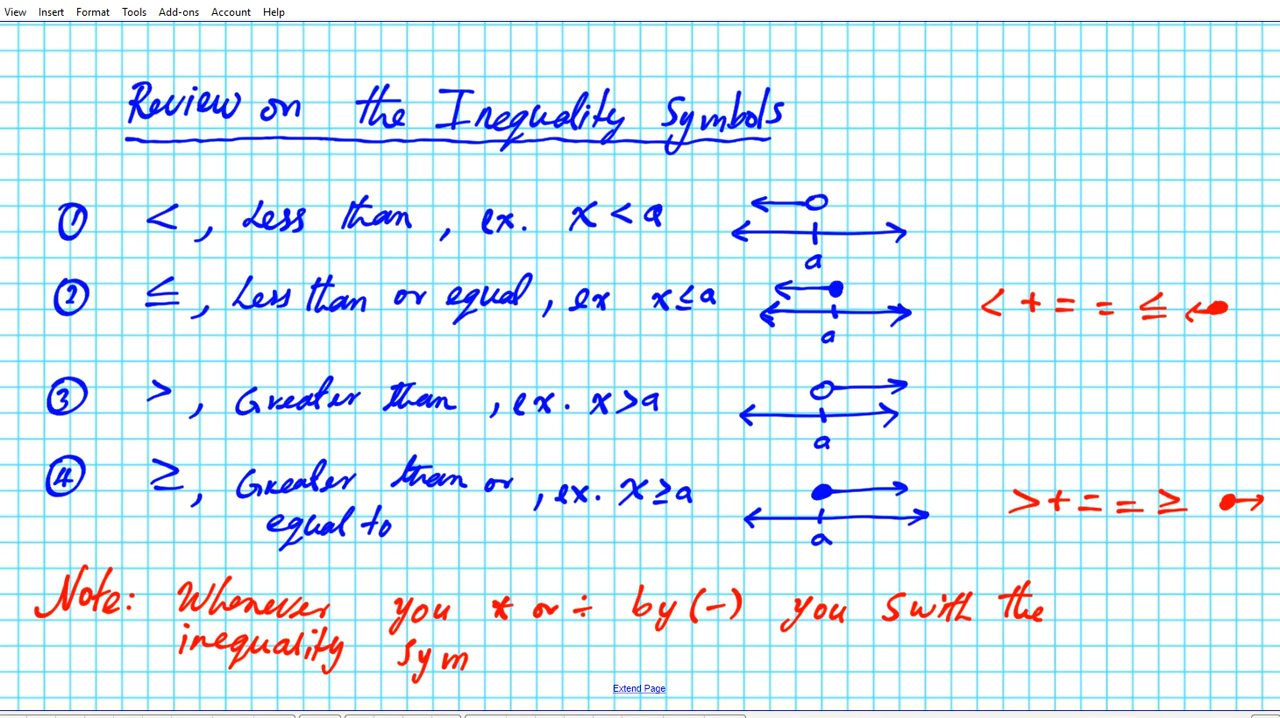 View Insert Format Tools Add-ons Account Help
Review on the Inequality Symbols
① <, Less than, ex. x < a
a
② ≤, Less than or equal, ex x ≤ a
a
< + = = ≤
③ >, Greater than, ex. x > a
a
④ ≥, Greater than or, ex. x ≥ a
equal to
a
> + = = ≥
Note: Whenever you * or ÷ by (-) you swith the
inequality sym
Extend Page